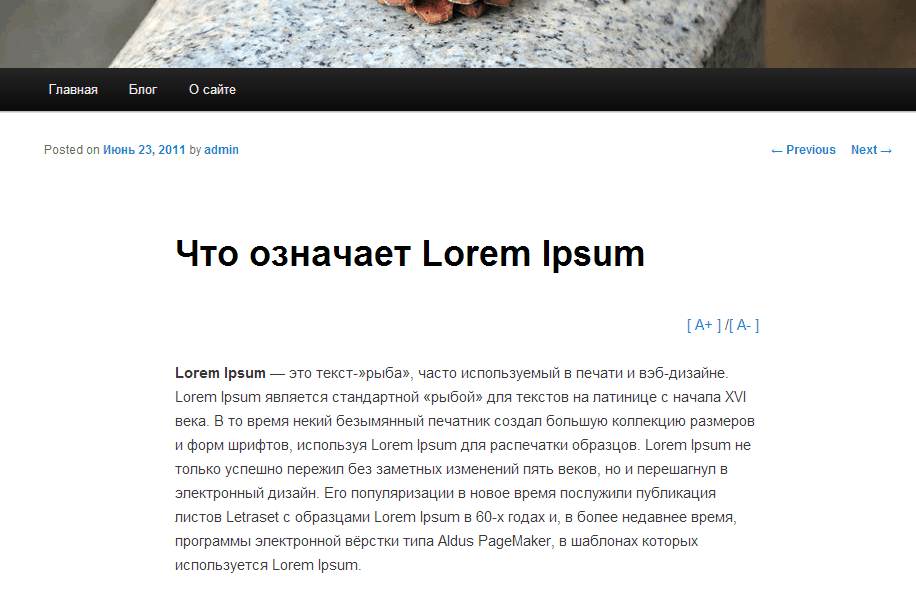 Главная Блог О сайте
Posted on Июнь 23, 2011 by admin ← Previous Next →
Что означает Lorem Ipsum
[ A+ ] /[ A- ]
Lorem Ipsum — это текст-»рыба», часто используемый в печати и вэб-дизайне.
Lorem Ipsum является стандартной «рыбой» для текстов на латинице с начала XVI
века. В то время некий безымянный печатник создал большую коллекцию размеров
и форм шрифтов, используя Lorem Ipsum для распечатки образцов. Lorem Ipsum не
только успешно пережил без заметных изменений пять веков, но и перешагнул в
электронный дизайн. Его популяризации в новое время послужили публикация
листов Letraset с образцами Lorem Ipsum в 60-х годах и, в более недавнее время,
программы электронной вёрстки типа Aldus PageMaker, в шаблонах которых
используется Lorem Ipsum.